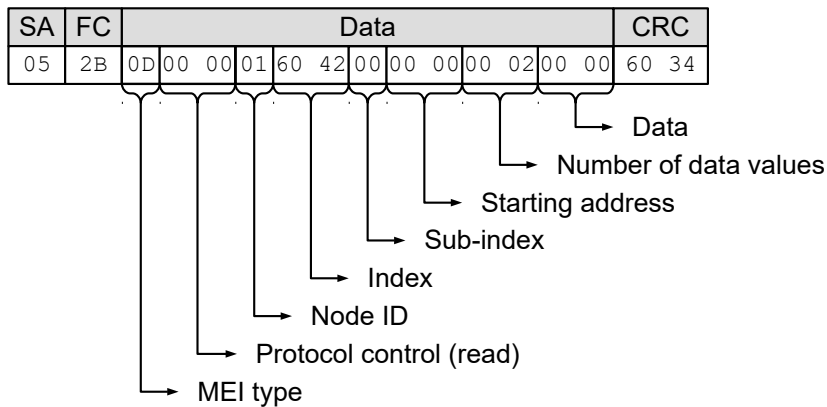 SA FC Data CRC
05 2B 0D 00 00 01 60 42 00 00 00 00 02 00 00 60 34
Data
Number of data values
Starting address
Sub-index
Index
Node ID
Protocol control (read)
MEI type